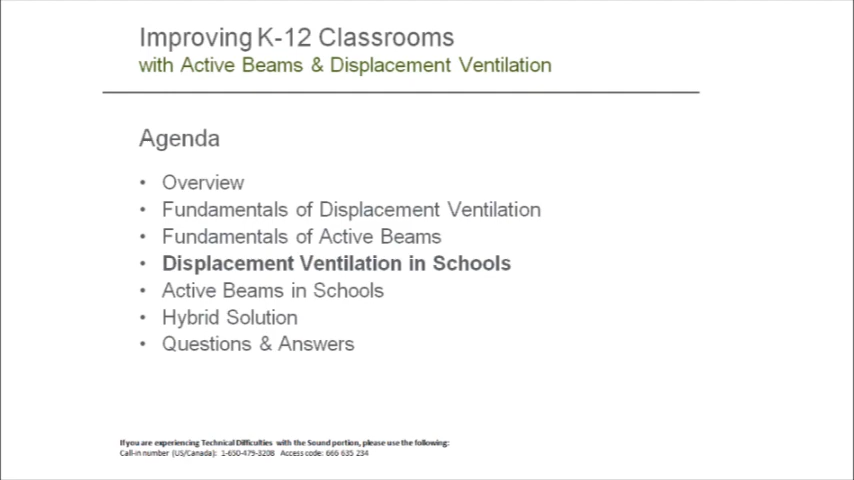 Improving K-12 Classrooms
with Active Beams & Displacement Ventilation
Agenda
• Overview
• Fundamentals of Displacement Ventilation
• Fundamentals of Active Beams
• Displacement Ventilation in Schools
• Active Beams in Schools
• Hybrid Solution
• Questions & Answers
If you are experiencing Technical Difficulties with the Sound portion, please use the following:
Call-in number (US/Canada): 1-650-479-3208 Access code: 666 635 234